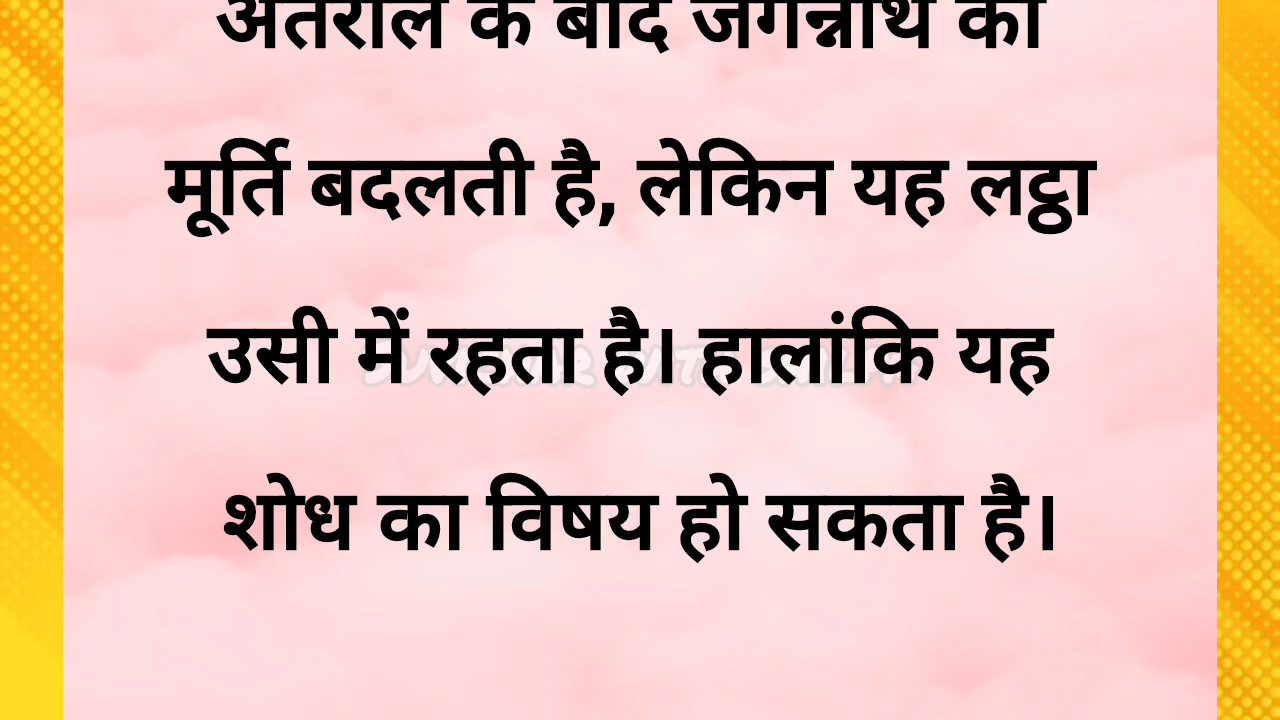 अंतराल के बाद जगन्नाथ की
मूर्ति बदलती है, लेकिन यह लट्ठा
उसी में रहता है। हालांकि यह
शोध का विषय हो सकता है।